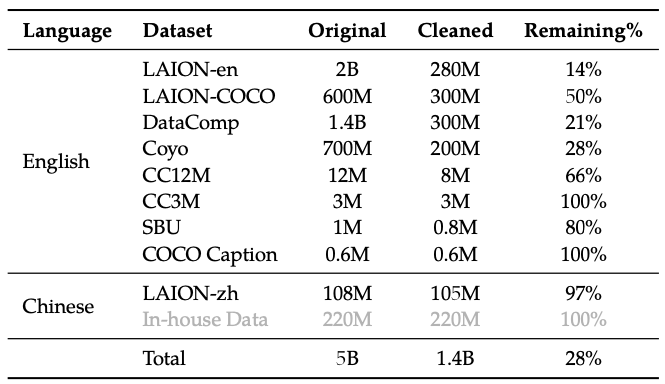 Language Dataset Original Cleaned Remaining%
LAION-en 2B 280M 14%
LAION-COCO 600M 300M 50%
DataComp 1.4B 300M 21%
Coyo 700M 200M 28%
English
CC12M 12M 8M 66%
CC3M 3M 3M 100%
SBU 1M 0.8M 80%
COCO Caption 0.6M 0.6M 100%
LAION-zh 108M 105M 97%
Chinese
In-house Data 220M 220M 100%
Total 5B 1.4B 28%